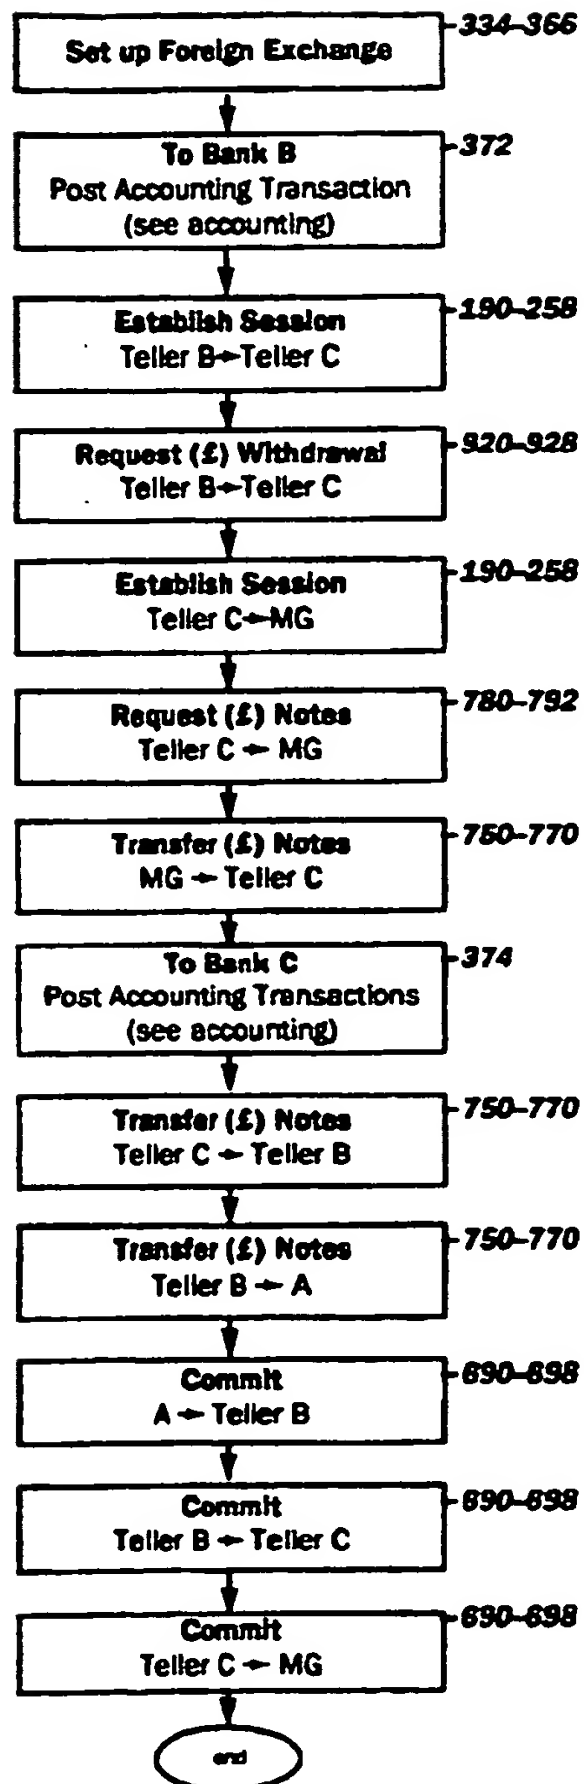 Set up Foreign Exchange
334-366
To Bank B
372
Post Accounting Transaction
(see accounting)
Establish Session
190-258
Teller B→Teller C
Request (£) Withdrawal
920-928
Teller B→Teller C
Establish Session
190-258
Teller C→MG
Request (£) Notes
780-792
Teller C → MG
Transfer (£) Notes
750-770
MG → Teller C
To Bank C
374
Post Accounting Transactions
(see accounting)
Transfer (£) Notes
750-770
Teller C → Teller B
Transfer (£) Notes
750-770
Teller B → A
Commit
690-698
A → Teller B
Commit
690-698
Teller B → Teller C
Commit
690-698
Teller C → MG
end